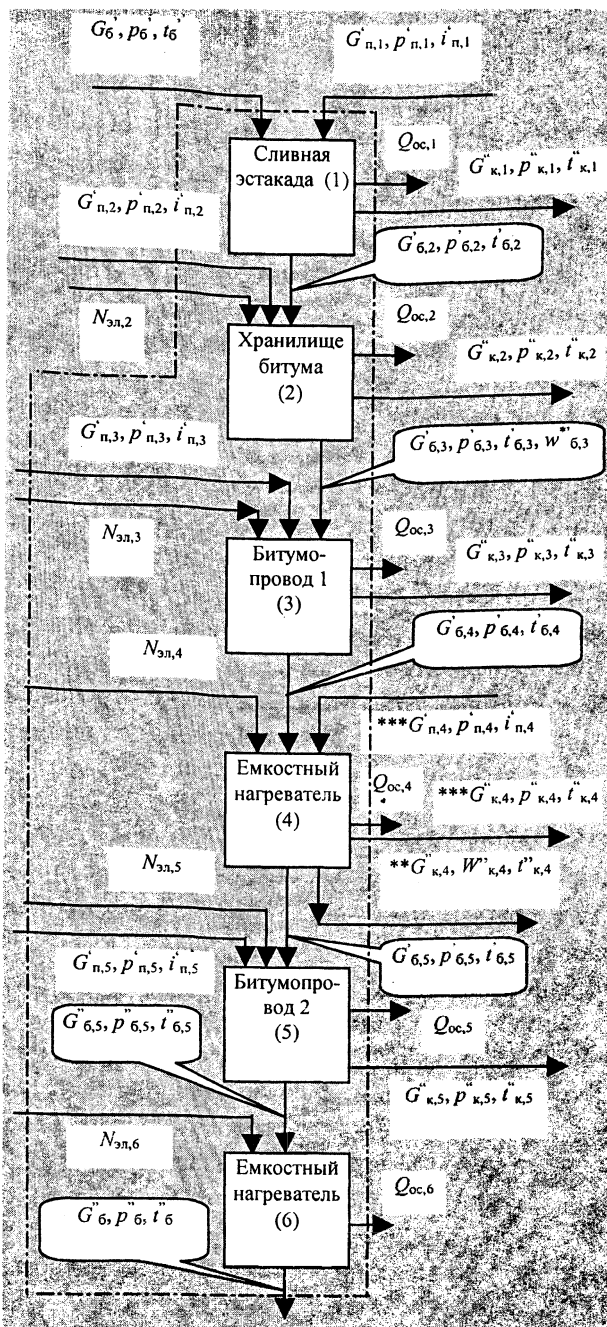 Gб', pб', tб'
G'п,1, p'п,1, i'п,1
Сливная
эстакада (1)
Qос,1
G"к,1, p"к,1, t"к,1
G'п,2, p'п,2, i'п,2
G'б,2, p'б,2, t'б,2
Nэл,2
Хранилище
битума
(2)
Qос,2
G"к,2, p"к,2, t"к,2
G'п,3, p'п,3, i'п,3
G'б,3, p'б,3, t'б,3, w*'б,3
Nэл,3
Битумо-
провод 1
(3)
Qос,3
G"к,3, p"к,3, t"к,3
Nэл,4
G'б,4, p'б,4, t'б,4
***G'п,4, p'п,4, i'п,4
Емкостный
нагреватель
(4)
Qос,4
***G"к,4, p"к,4, t"к,4
Nэл,5
**G"к,4, W"к,4, t"к,4
G'п,5, p'п,5, i'п,5
G'б,5, p'б,5, t'б,5
Битумопро-
вод 2
(5)
G"б,5, p"б,5, t"б,5
Qос,5
G"к,5, p"к,5, t"к,5
Nэл,6
Емкостный
нагреватель
(6)
Qос,6
G"б, p"б, t"б